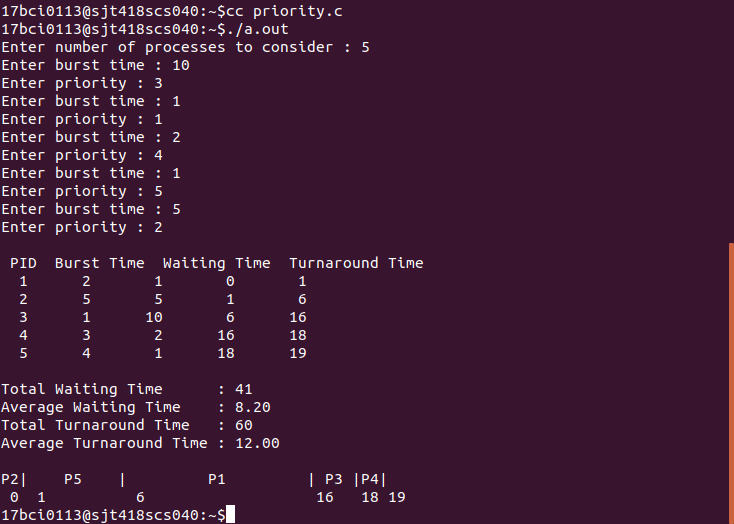 17bci0113@sjt418scs040:~$cc priority.c
17bci0113@sjt418scs040:~$./a.out
Enter number of processes to consider : 5
Enter burst time : 10
Enter priority : 3
Enter burst time : 1
Enter priority : 1
Enter burst time : 2
Enter priority : 4
Enter burst time : 1
Enter priority : 5
Enter burst time : 5
Enter priority : 2
PID  Burst Time  Waiting Time  Turnaround Time
1      2       1       0       1
2      5       5       1       6
3      1      10       6      16
4      3       2      16      18
5      4       1      18      19
Total Waiting Time      : 41
Average Waiting Time    : 8.20
Total Turnaround Time   : 60
Average Turnaround Time : 12.00
P2|    P5    |         P1         | P3 |P4|
0  1          6                   16   18 19
17bci0113@sjt418scs040:~$